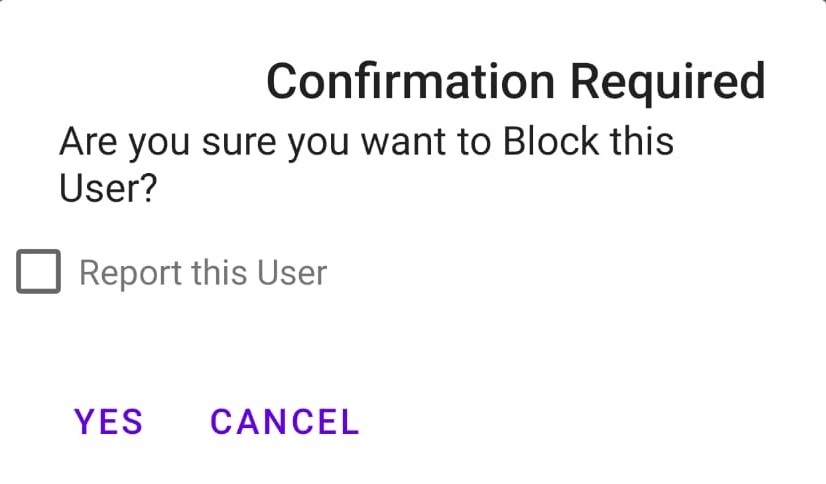 Confirmation Required
Are you sure you want to Block this
User?
Report this User
YES CANCEL